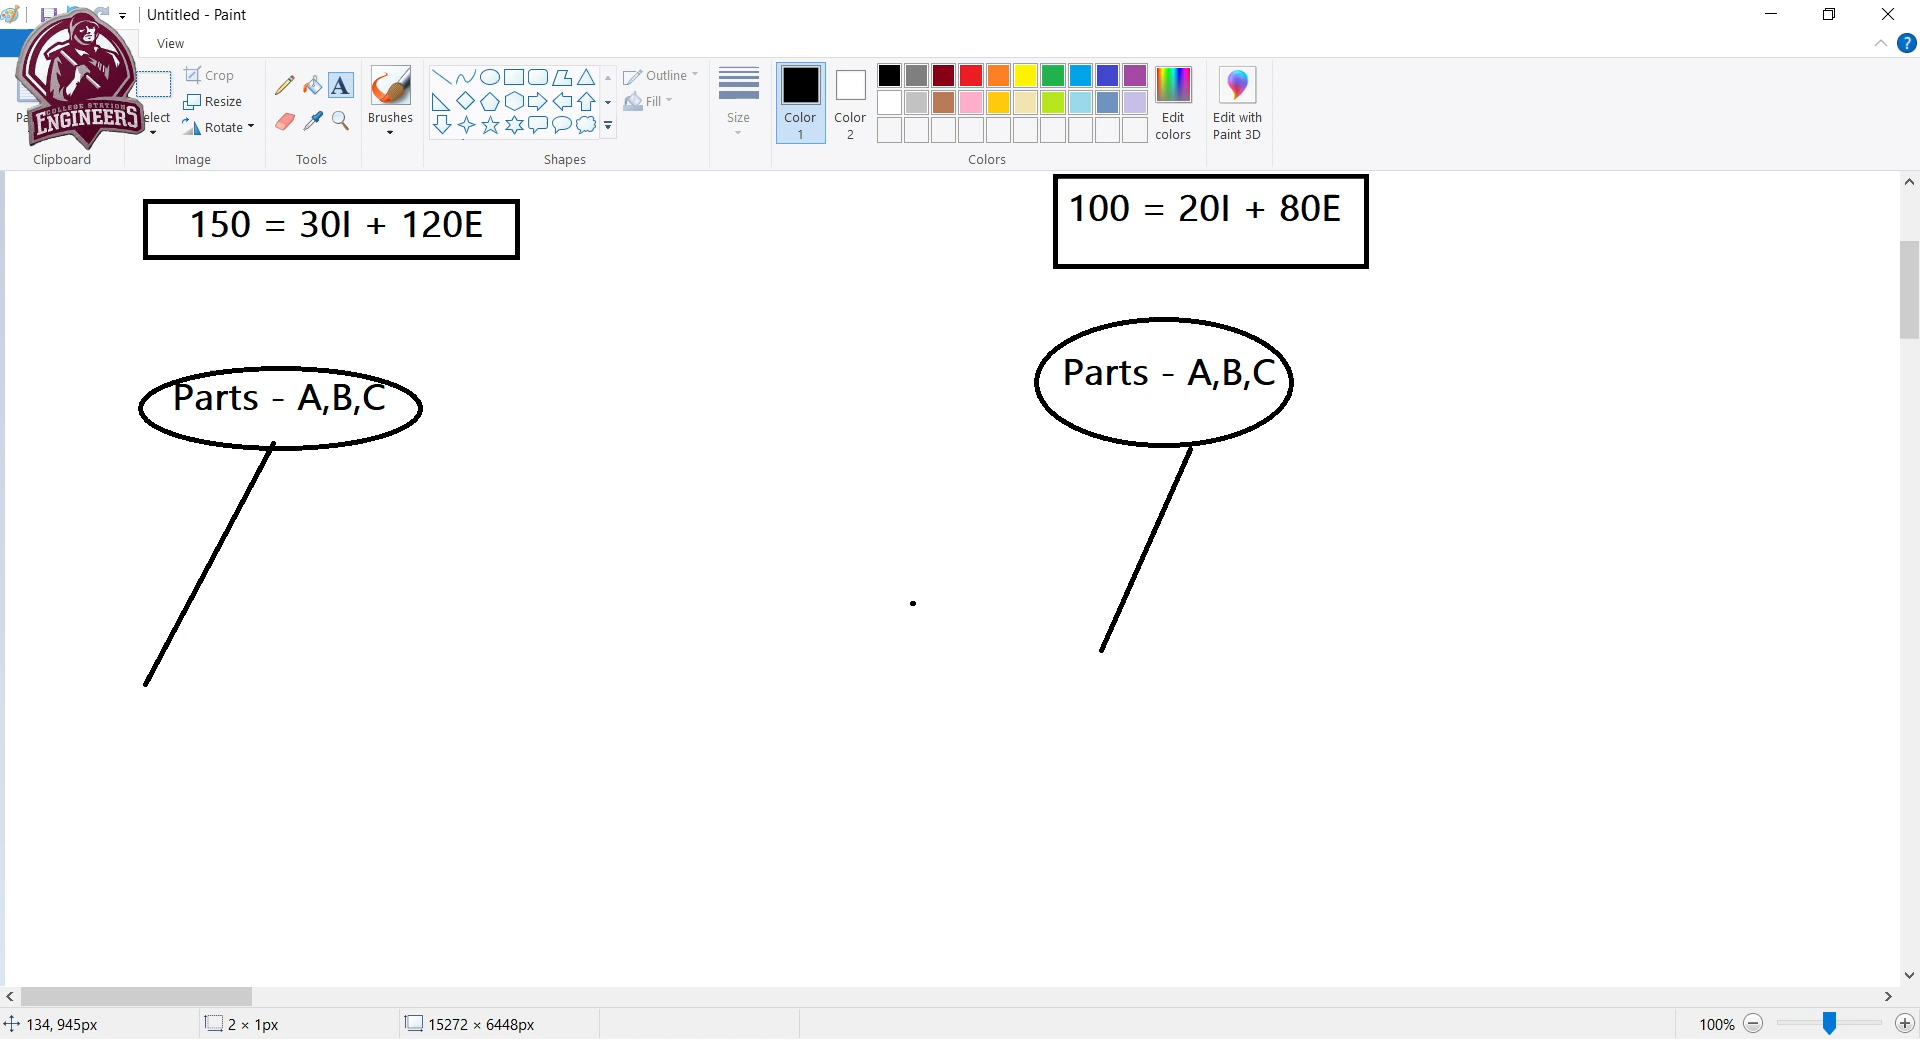 Untitled - Paint
View
Crop
Resize
Rotate
Clipboard
Image
Tools
Brushes
Shapes
Outline
Fill
Size
Color 1
Color 2
Colors
Edit colors
Edit with Paint 3D
COLLEGE STATION
ENGINEERS
150 = 30I + 120E
100 = 20I + 80E
Parts - A,B,C
Parts - A,B,C
134, 945px
2 × 1px
15272 × 6448px
100%